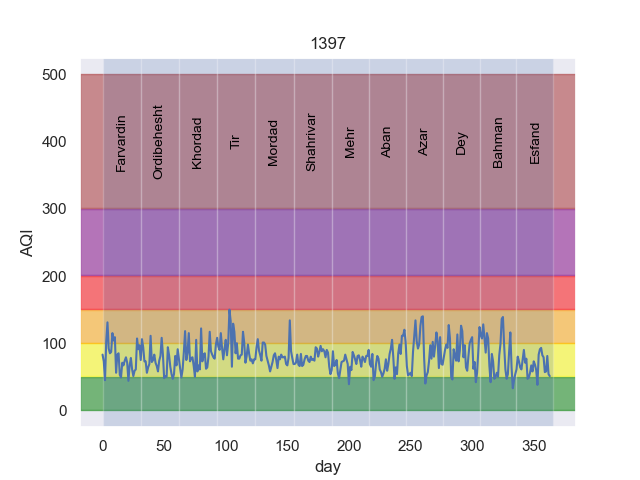 1397
500
400
300
200
100
0
AQI
Farvardin
Ordibehesht
Khordad
Tir
Mordad
Shahrivar
Mehr
Aban
Azar
Dey
Bahman
Esfand
0 50 100 150 200 250 300 350
day